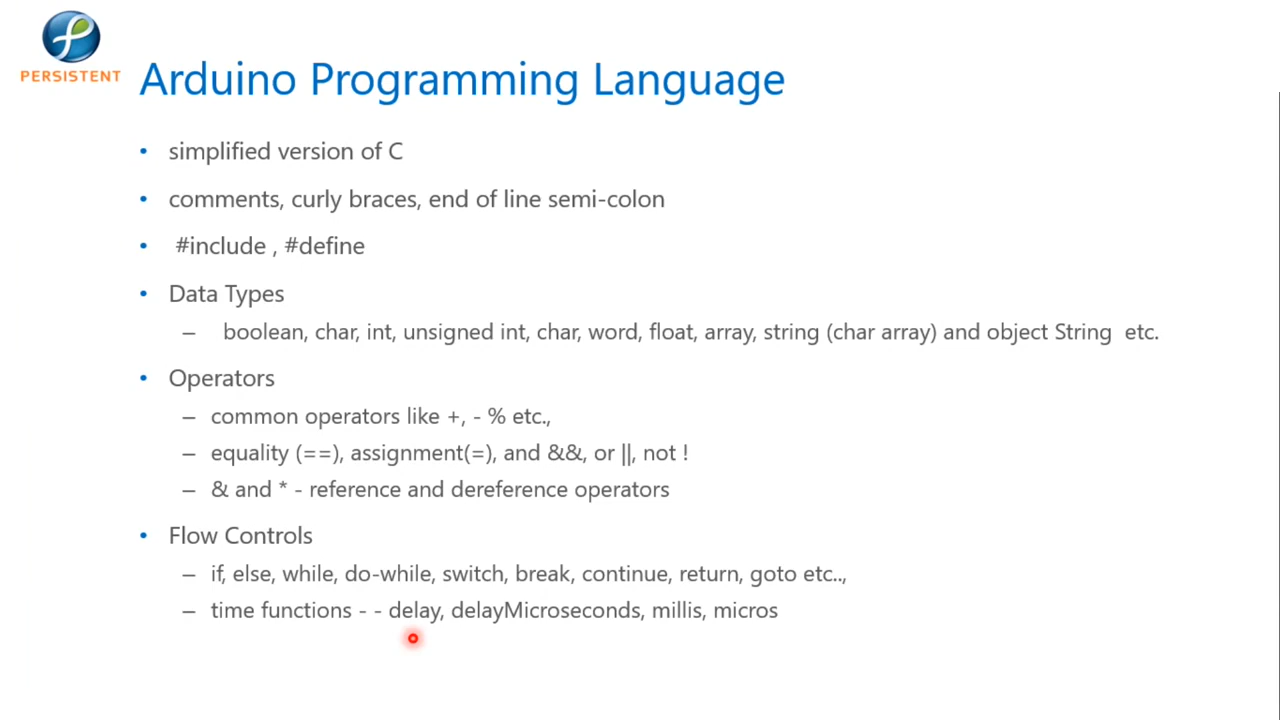 PERSISTENT
Arduino Programming Language
• simplified version of C
• comments, curly braces, end of line semi-colon
• #include , #define
• Data Types
– boolean, char, int, unsigned int, char, word, float, array, string (char array) and object String etc.
• Operators
– common operators like +, - % etc.,
– equality (==), assignment(=), and &&, or ||, not !
– & and * - reference and dereference operators
• Flow Controls
– if, else, while, do-while, switch, break, continue, return, goto etc..,
– time functions - - delay, delayMicroseconds, millis, micros